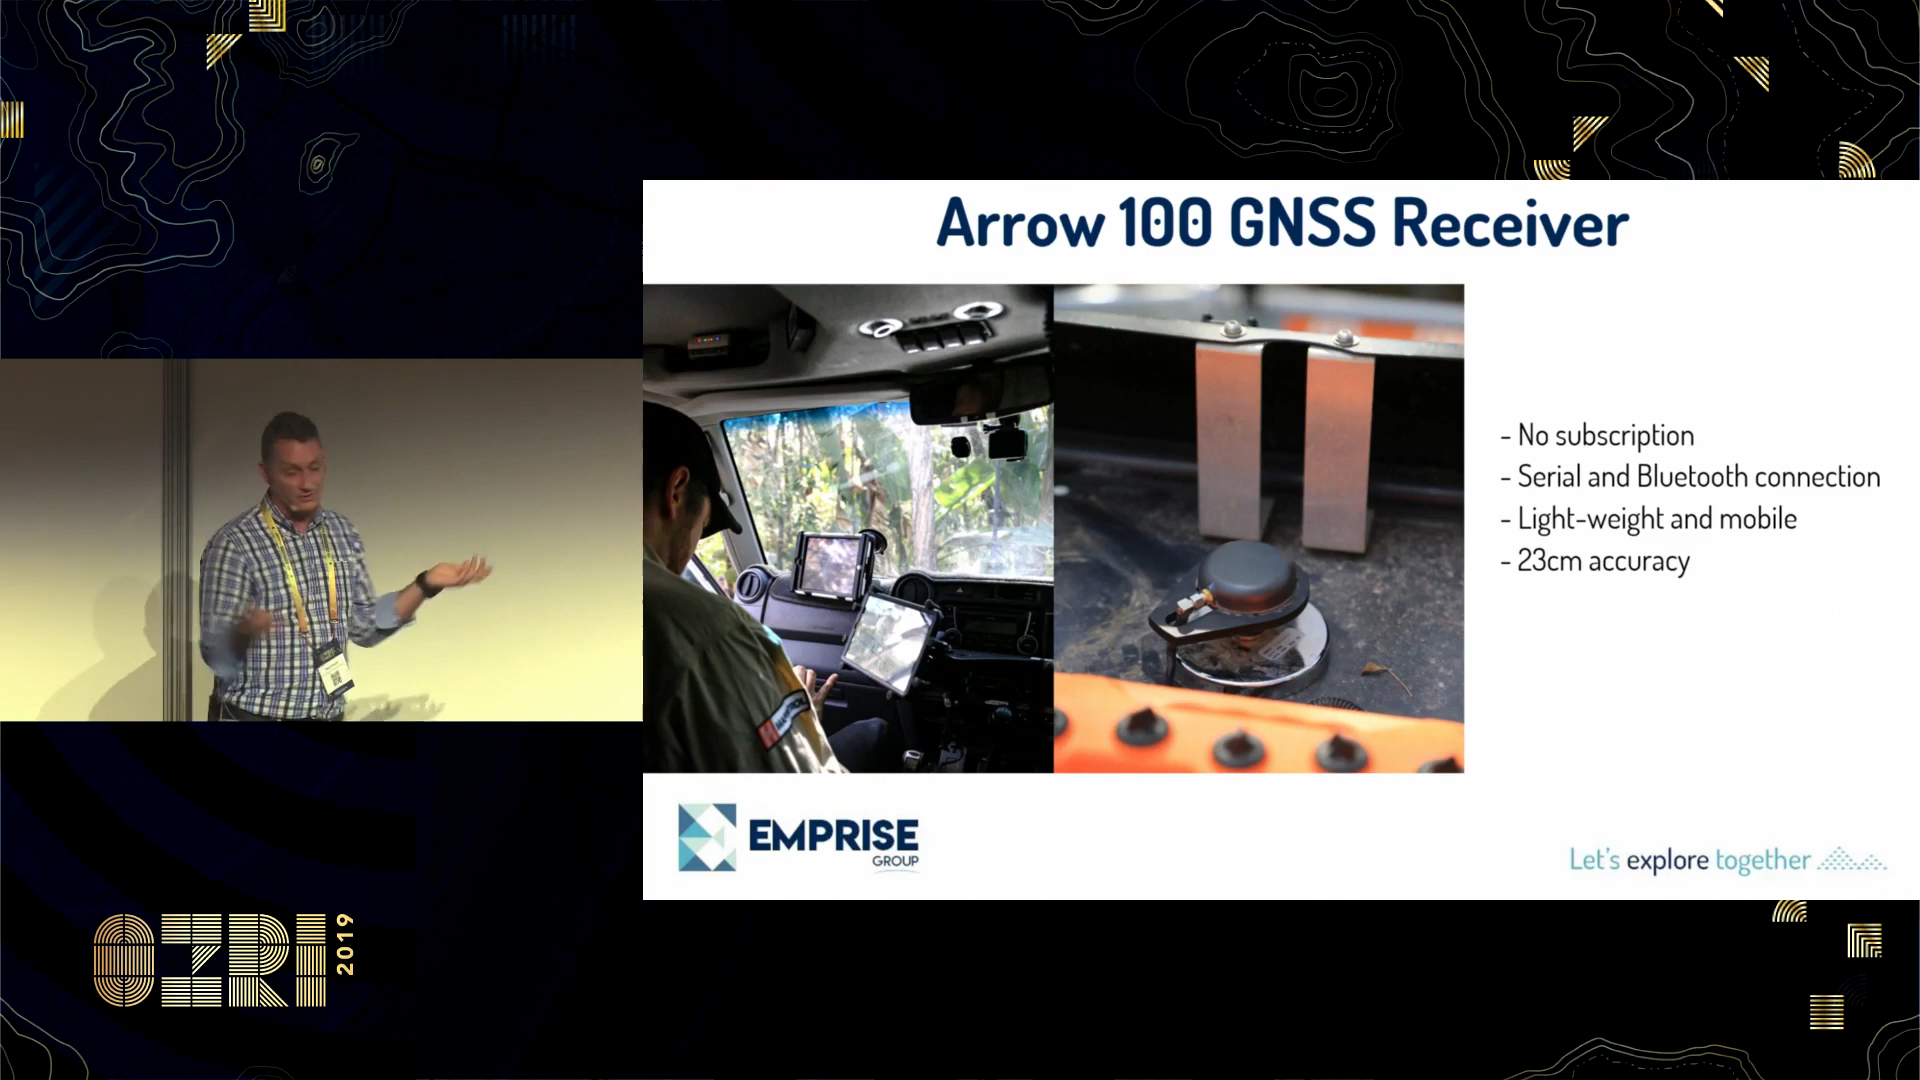 Arrow 100 GNSS Receiver
- No subscription
- Serial and Bluetooth connection
- Light-weight and mobile
- 23cm accuracy
EMPRISE
GROUP
Let's explore together
OZRI 2019